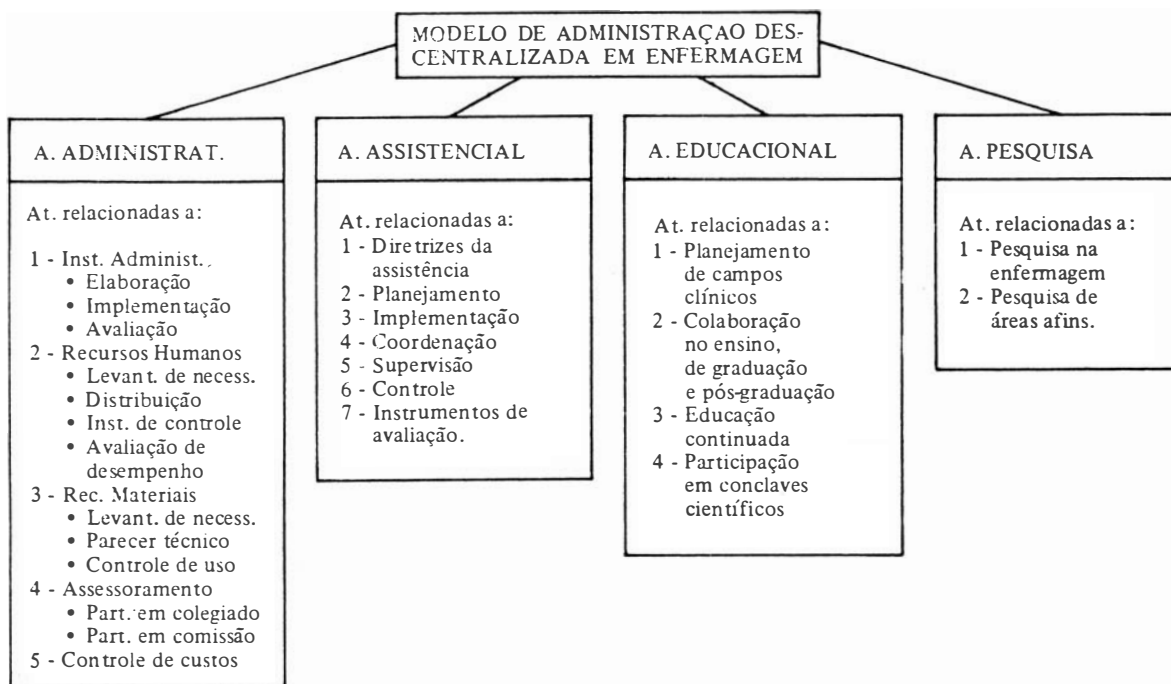 MODELO DE ADMINISTRAÇAO DES-
CENTRALIZADA EM ENFERMAGEM
A. ADMINISTRAT.
At. relacionadas a:
1 - Inst. Administ.
• Elaboração
• Implementação
• Avaliação
2 - Recursos Humanos
• Levant. de necess.
• Distribuição
• Inst. de controle
• Avaliação de
desempenho
3 - Rec. Materiais
• Levant. de necess.
• Parecer técnico
• Controle de uso
4 - Assessoramento
• Part. em colegiado
• Part. em comissão
5 - Controle de custos
A. ASSISTENCIAL
At. relacionadas a:
1 - Diretrizes da
assistência
2 - Planejamento
3 - Implementação
4 - Coordenação
5 - Supervisão
6 - Controle
7 - Instrumentos de
avaliação.
A. EDUCACIONAL
At. relacionadas a:
1 - Planejamento
de campos
clínicos
2 - Colaboração
no ensino,
de graduação
e pós-graduação
3 - Educação
continuada
4 - Participação
em conclaves
científicos
A. PESQUISA
At. relacionadas a:
1 - Pesquisa na
enfermagem
2 - Pesquisa de
áreas afins.